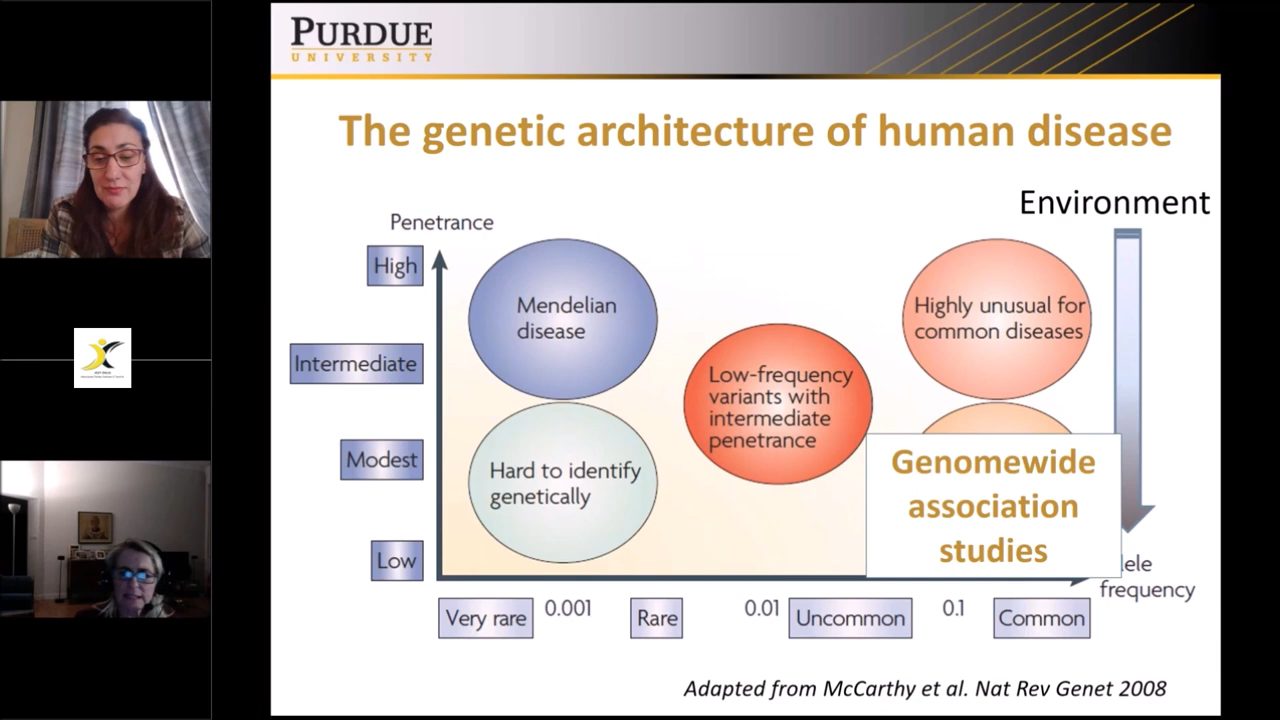 PURDUE
UNIVERSITY
The genetic architecture of human disease
Environment
Penetrance
High
Intermediate
Modest
Low
Mendelian
disease
Highly unusual for
common diseases
Low-frequency
variants with
intermediate
penetrance
Hard to identify
genetically
Genomewide
association
studies
lele
frequency
Very rare
0.001
Rare
0.01
Uncommon
0.1
Common
Adapted from McCarthy et al. Nat Rev Genet 2008